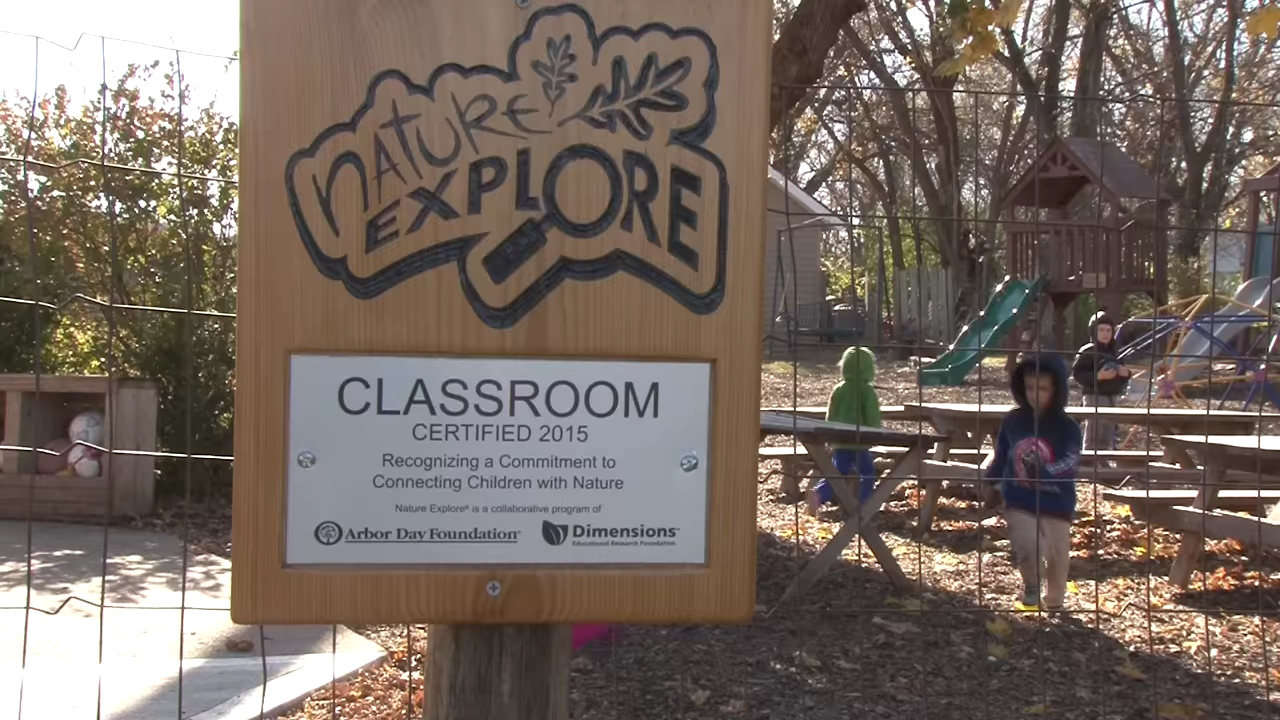 NATURE
EXPLORE
CLASSROOM
CERTIFIED 2015
Recognizing a Commitment to
Connecting Children with Nature
Nature Explore® is a collaborative program of
Arbor Day Foundation®
Dimensions™
Educational Research Foundation